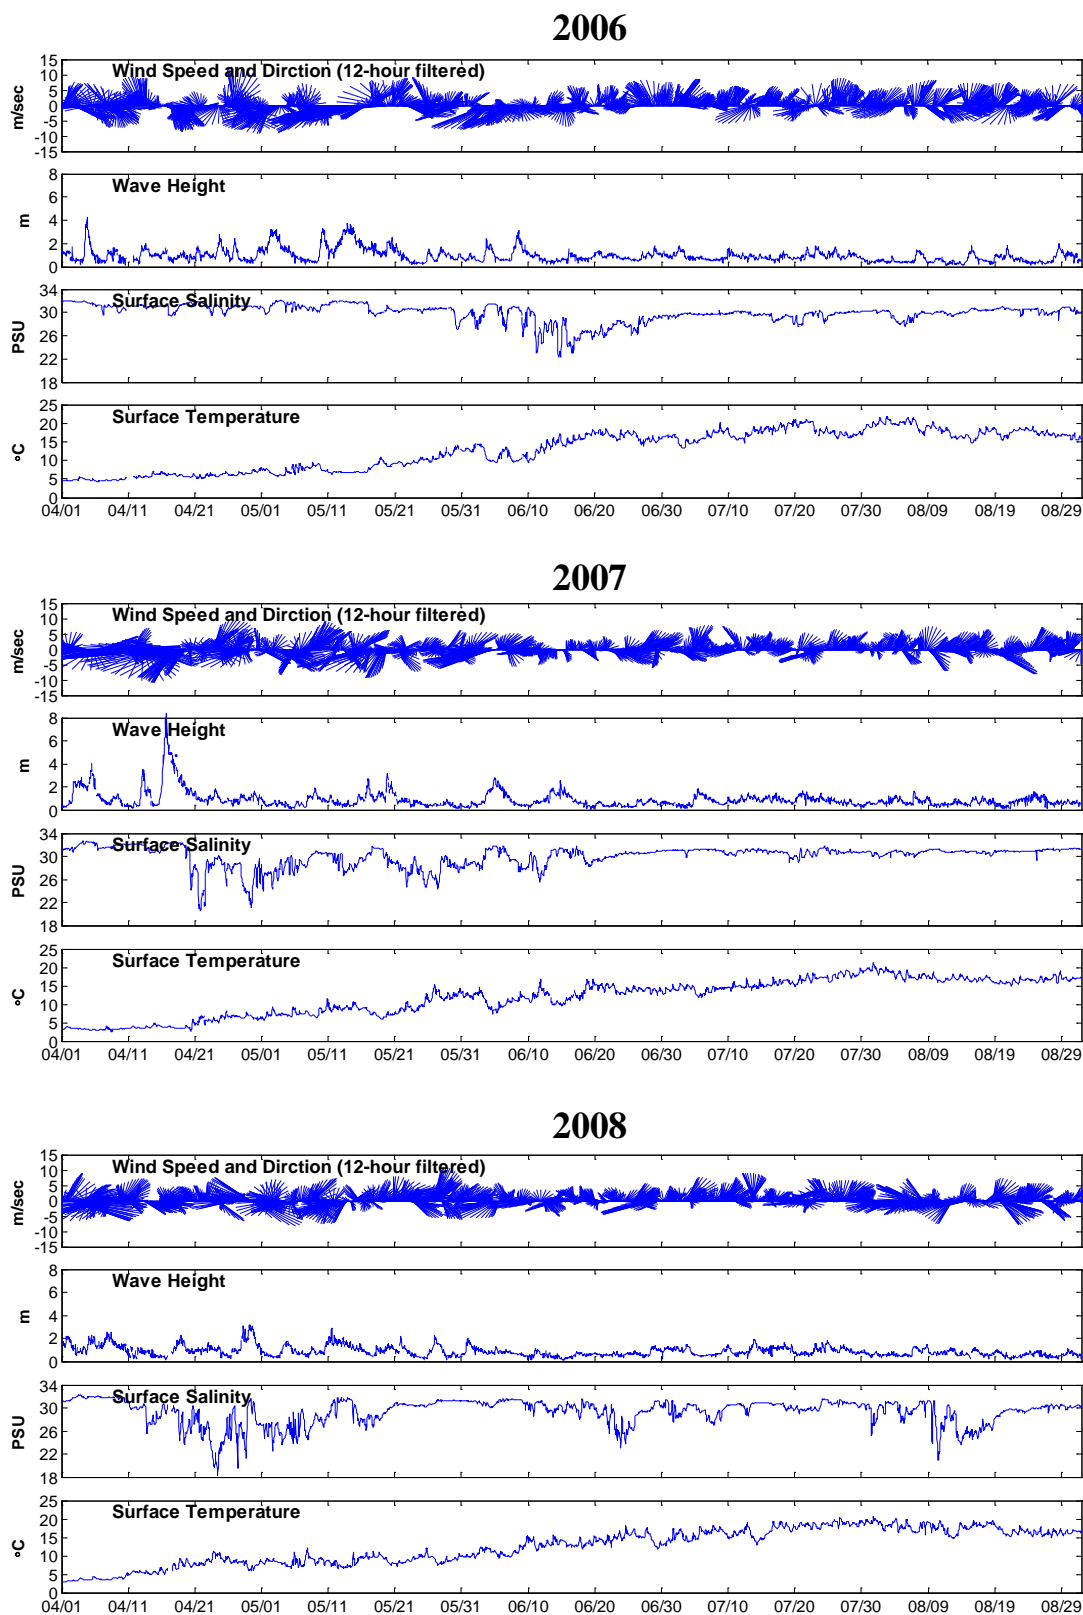 2006
Wind Speed and Dirction (12-hour filtered)
15
10
5
0
-5
-10
-15
m/sec
Wave Height
8
6
4
2
0
m
Surface Salinity
34
30
26
22
18
PSU
Surface Temperature
25
20
15
10
5
0
°C
04/01 04/11 04/21 05/01 05/11 05/21 05/31 06/10 06/20 06/30 07/10 07/20 07/30 08/09 08/19 08/29
2007
Wind Speed and Dirction (12-hour filtered)
15
10
5
0
-5
-10
-15
m/sec
Wave Height
8
6
4
2
0
m
Surface Salinity
34
30
26
22
18
PSU
Surface Temperature
25
20
15
10
5
0
°C
04/01 04/11 04/21 05/01 05/11 05/21 05/31 06/10 06/20 06/30 07/10 07/20 07/30 08/09 08/19 08/29
2008
Wind Speed and Dirction (12-hour filtered)
15
10
5
0
-5
-10
-15
m/sec
Wave Height
8
6
4
2
0
m
Surface Salinity
34
30
26
22
18
PSU
Surface Temperature
25
20
15
10
5
0
°C
04/01 04/11 04/21 05/01 05/11 05/21 05/31 06/10 06/20 06/30 07/10 07/20 07/30 08/09 08/19 08/29